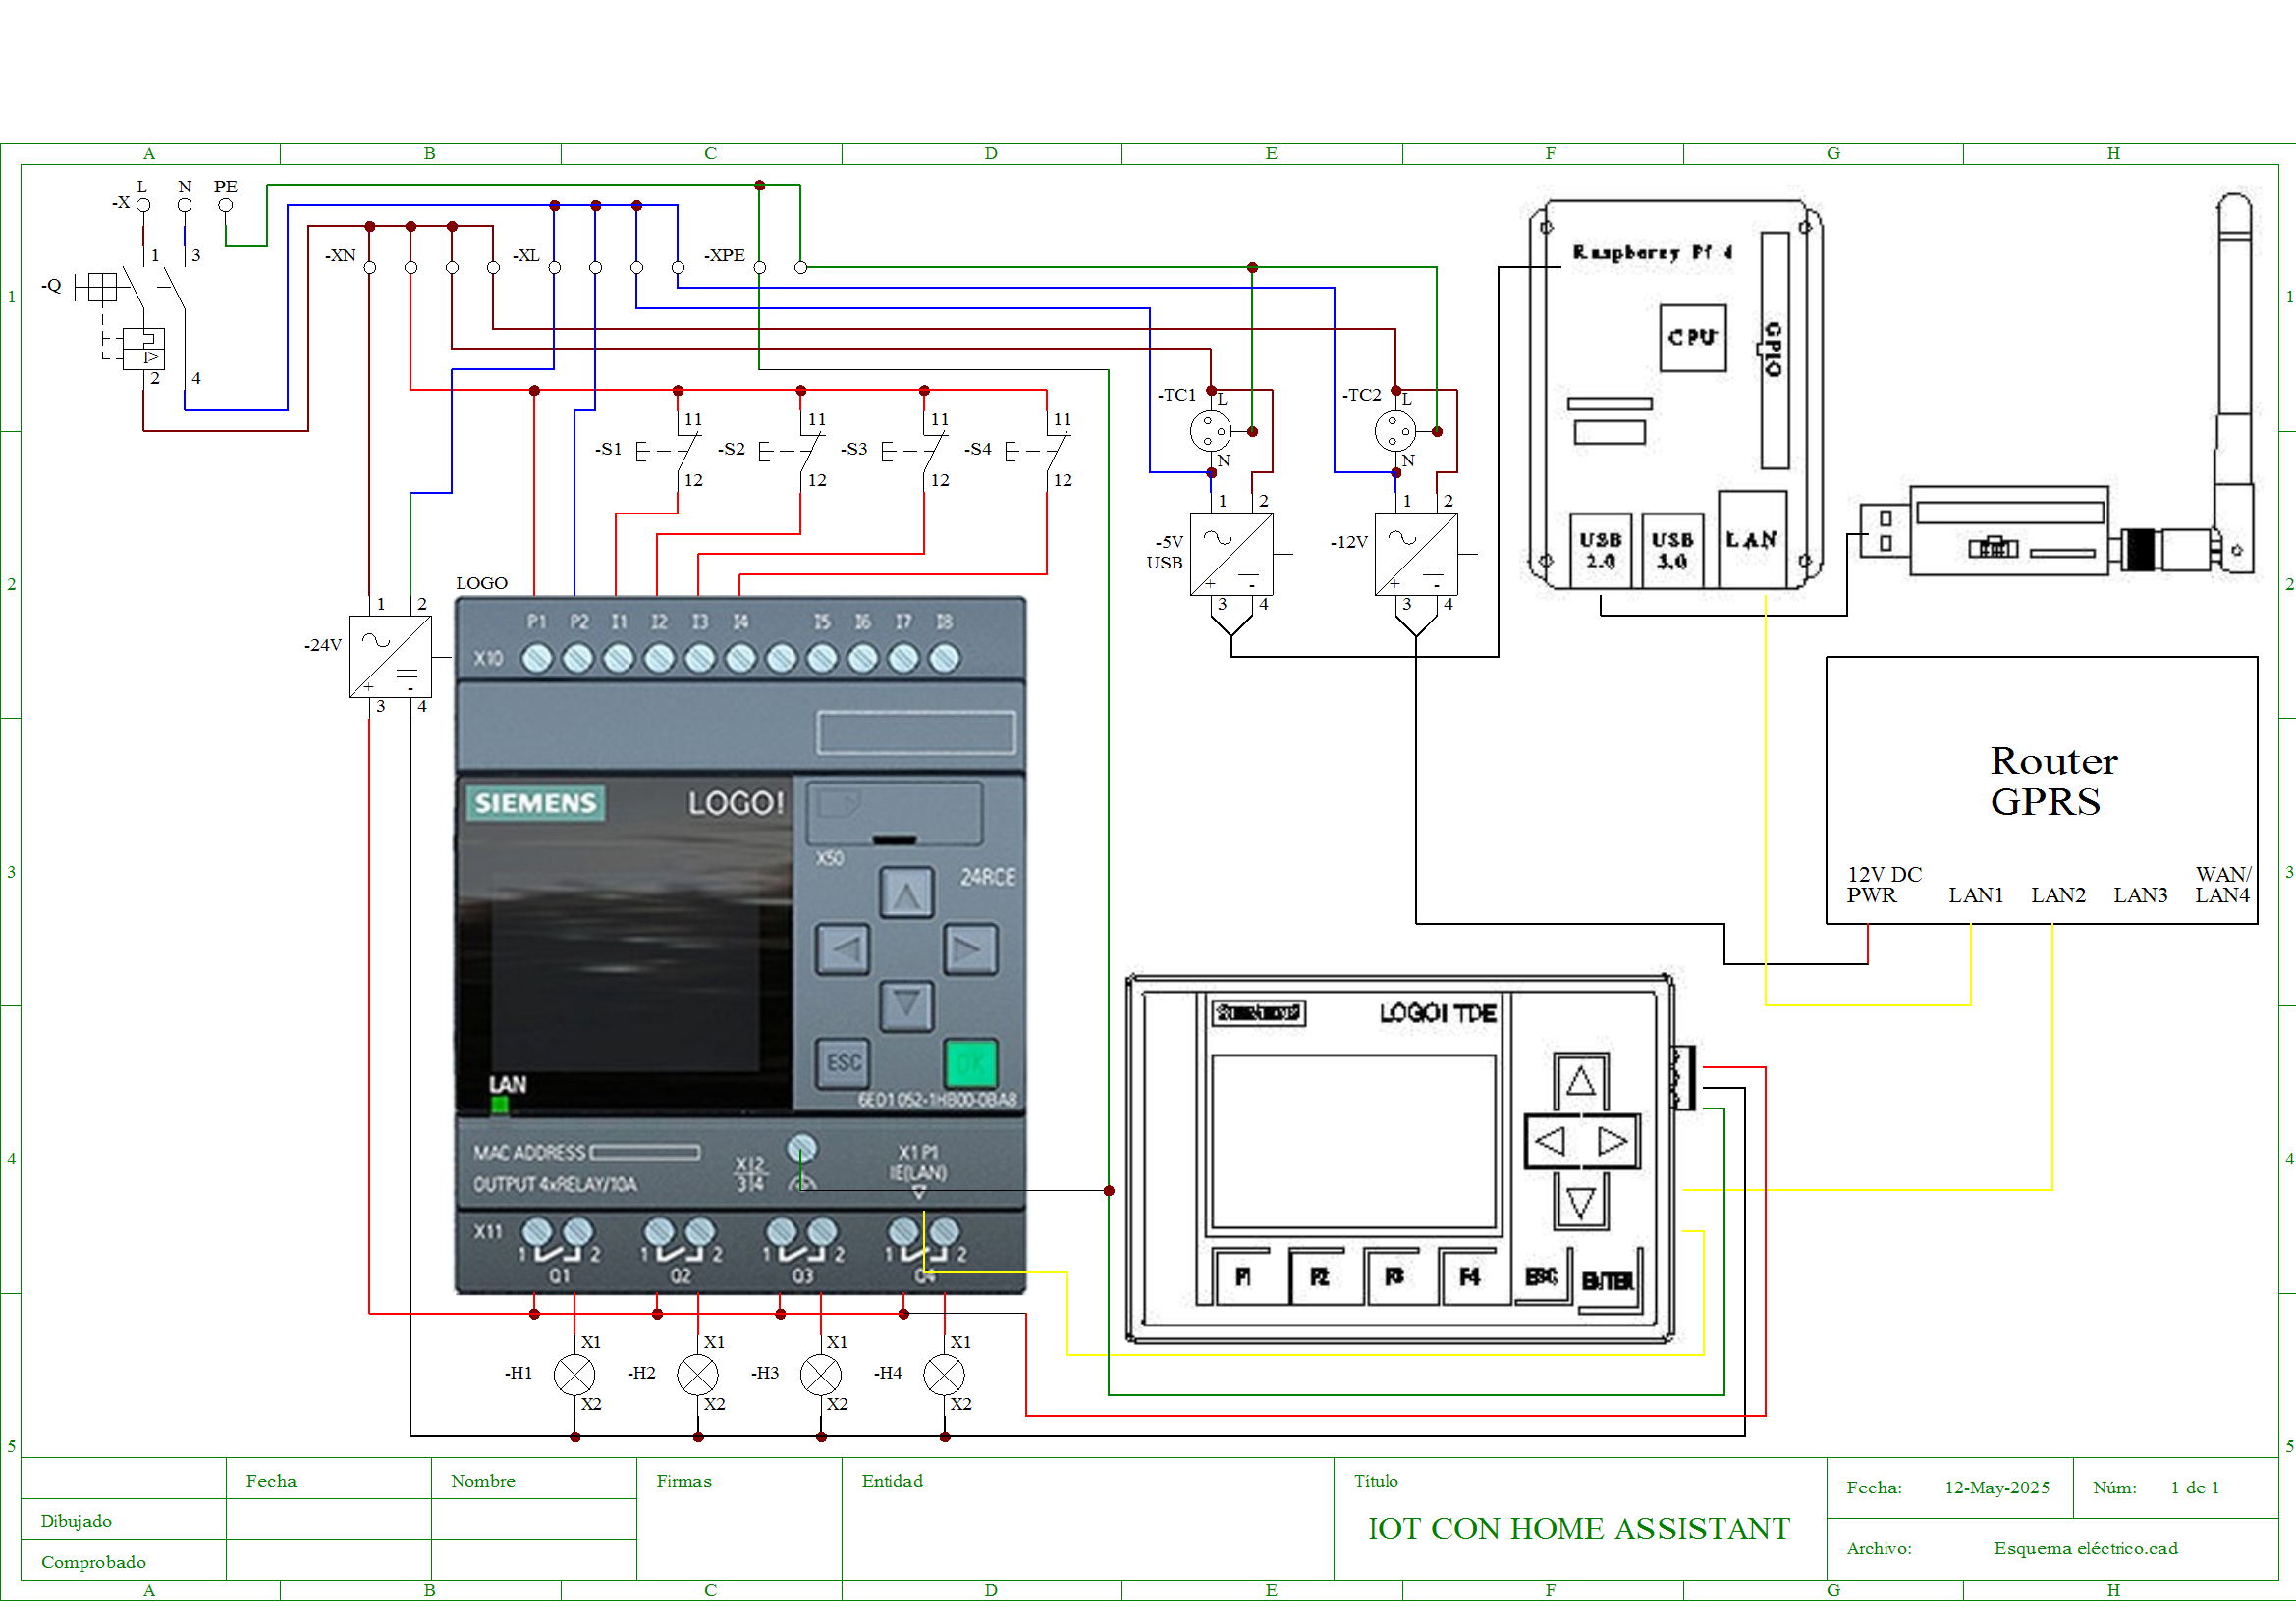 A B C D E F G H
L N PE
-X
1 3
-Q
I>
2 4
-XN -XL -XPE
1 1
-TC1 L -TC2 L
N N
11 11 11 11
-S1 -S2 -S3 -S4
12 12 12 12
1 2 1 2
-5V
USB
-12V
+ - + -
3 4 3 4
Raspberry Pi 4
CPU
GPIO
USB
2.0
USB
3.0
LAN
2 2
LOGO
1 2
-24V
+ -
3 4
P1 P2 I1 I2 I3 I4 I5 I6 I7 I8
X10
SIEMENS LOGO!
X50
24RCE
ESC OK
LAN
6ED1 052-1HB00-0BA8
MAC ADDRESS
OUTPUT 4xRELAY/10A
X12
3 4
X1 P1
IE(LAN)
X11
1 2 1 2 1 2 1 2
Q1 Q2 Q3 Q4
Router
GPRS
12V DC
PWR
LAN1 LAN2 LAN3
WAN/
LAN4
3 3
LOGO! TDE
F1 F2 F3 F4 ESC ENTER
4 4
X1 X1 X1 X1
-H1 -H2 -H3 -H4
X2 X2 X2 X2
5 5
Fecha Nombre Firmas Entidad Título
Dibujado
Comprobado
IOT CON HOME ASSISTANT
Fecha: 12-May-2025 Núm: 1 de 1
Archivo: Esquema eléctrico.cad
A B C D E F G H